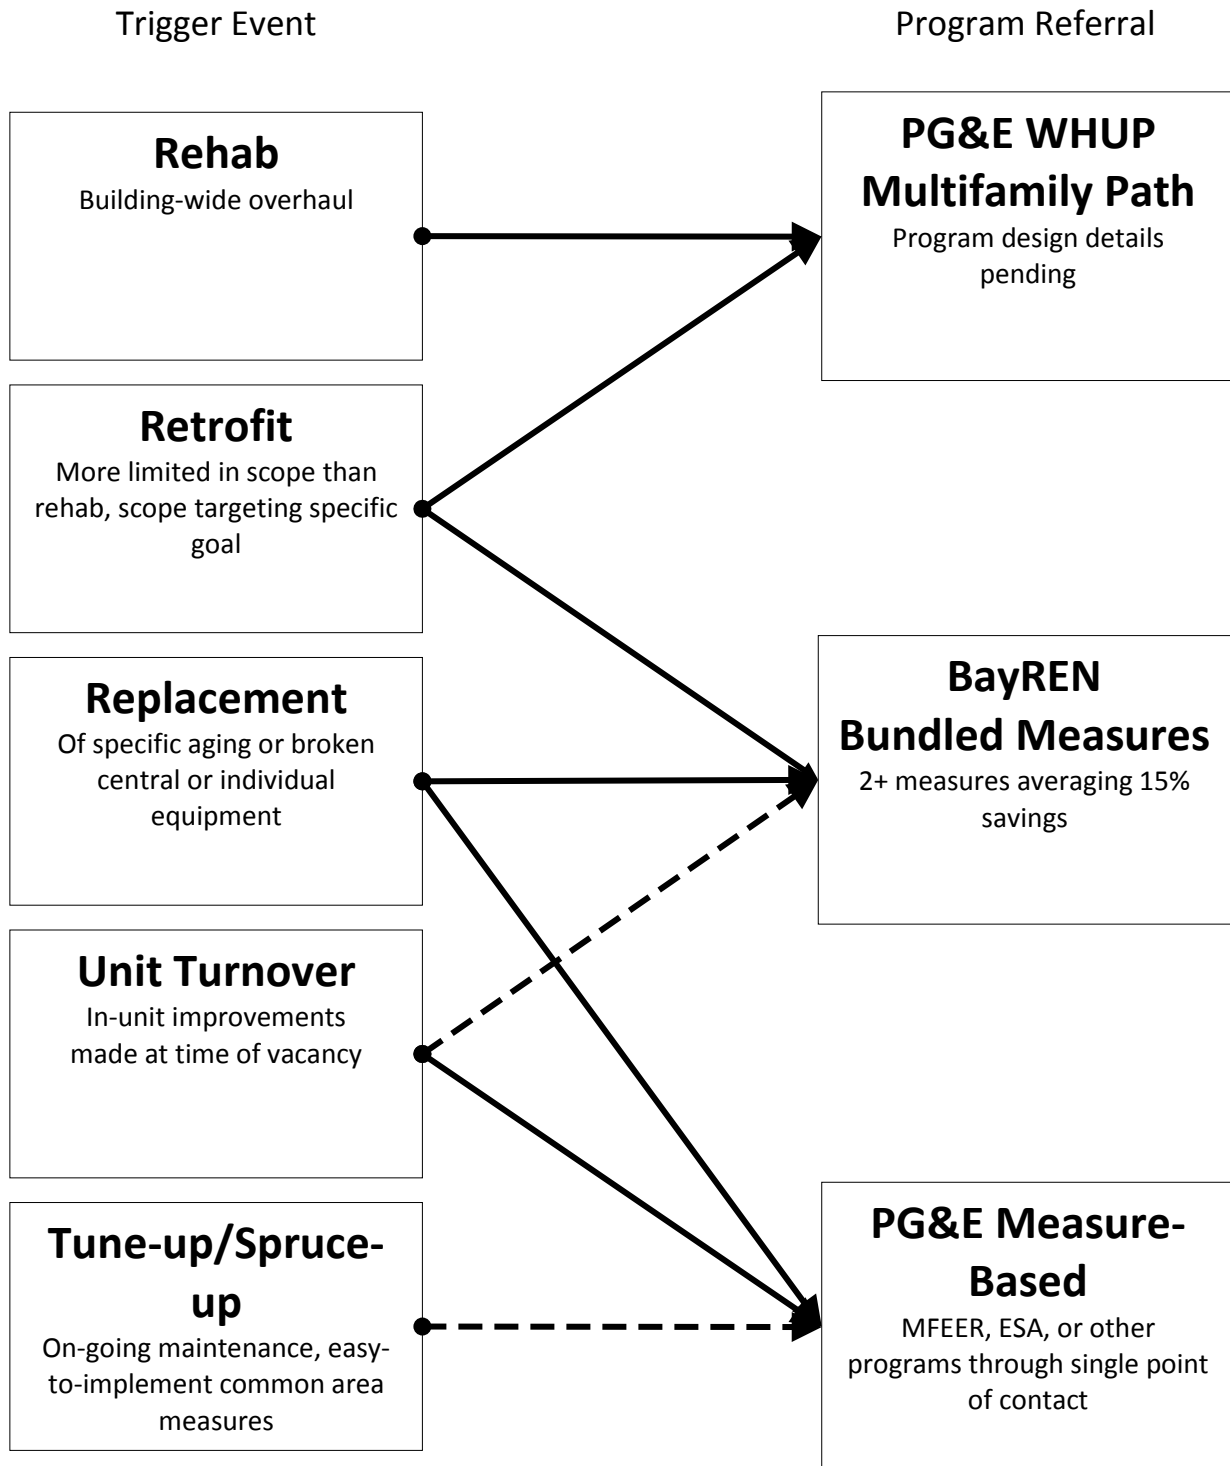 Trigger Event
Program Referral
Rehab
Building-wide overhaul
PG&E WHUP
Multifamily Path
Program design details
pending
Retrofit
More limited in scope than
rehab, scope targeting specific
goal
Replacement
Of specific aging or broken
central or individual
equipment
BayREN
Bundled Measures
2+ measures averaging 15%
savings
Unit Turnover
In-unit improvements
made at time of vacancy
Tune-up/Spruce-
up
On-going maintenance, easy-
to-implement common area
measures
PG&E Measure-
Based
MFEER, ESA, or other
programs through single point
of contact